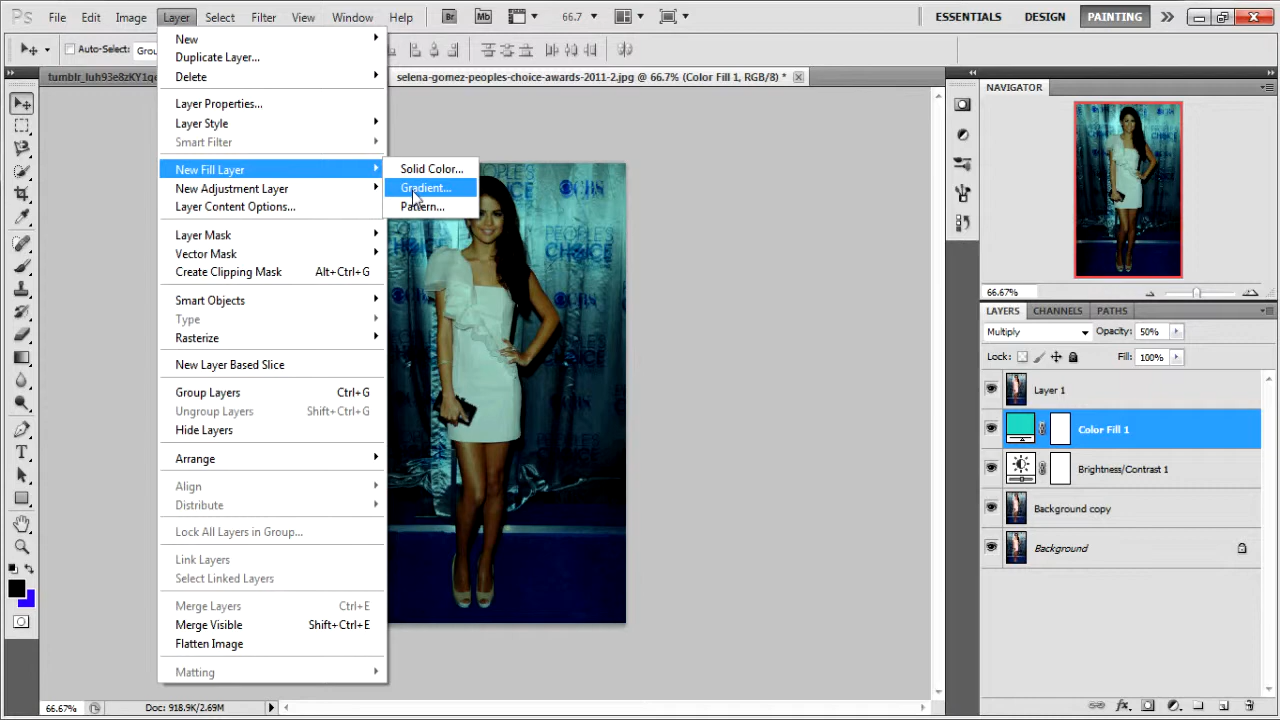 Ps File Edit Image Layer Select Filter View Window Help Br Mb 66.7 ESSENTIALS DESIGN PAINTING
Auto-Select: Grou
tumblr_luh93e8zKY1qe
selena-gomez-peoples-choice-awards-2011-2.jpg @ 66.7% (Color Fill 1, RGB/8) *
New
Duplicate Layer...
Delete
Layer Properties...
Layer Style
Smart Filter
New Fill Layer
New Adjustment Layer
Layer Content Options...
Layer Mask
Vector Mask
Create Clipping Mask Alt+Ctrl+G
Smart Objects
Type
Rasterize
New Layer Based Slice
Group Layers Ctrl+G
Ungroup Layers Shift+Ctrl+G
Hide Layers
Arrange
Align
Distribute
Lock All Layers in Group...
Link Layers
Select Linked Layers
Merge Layers Ctrl+E
Merge Visible Shift+Ctrl+E
Flatten Image
Matting
Solid Color...
Gradient...
Pattern...
PEOPLE'S
CBS
PEOPLE'S
CHOICE
CBS
NAVIGATOR
66.67%
LAYERS CHANNELS PATHS
Multiply Opacity: 50%
Lock: Fill: 100%
Layer 1
Color Fill 1
Brightness/Contrast 1
Background copy
Background
66.67% Doc: 918.9K/2.69M